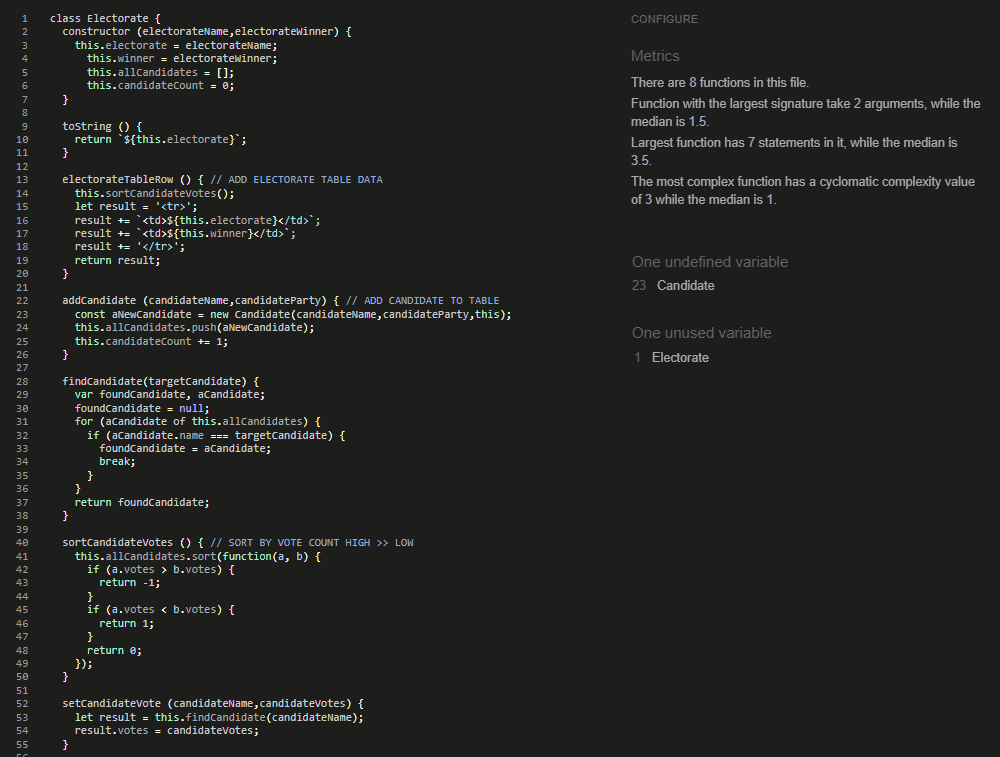 1 class Electorate {
2 constructor (electorateName,electorateWinner) {
3 this.electorate = electorateName;
4 this.winner = electorateWinner;
5 this.allCandidates = [];
6 this.candidateCount = 0;
7 }
8
9 toString () {
10 return `${this.electorate}`;
11 }
12
13 electorateTableRow () { // ADD ELECTORATE TABLE DATA
14 this.sortCandidateVotes();
15 let result = '<tr>';
16 result += `<td>${this.electorate}</td>`;
17 result += `<td>${this.winner}</td>`;
18 result += '</tr>';
19 return result;
20 }
21
22 addCandidate (candidateName,candidateParty) { // ADD CANDIDATE TO TABLE
23 const aNewCandidate = new Candidate(candidateName,candidateParty,this);
24 this.allCandidates.push(aNewCandidate);
25 this.candidateCount += 1;
26 }
27
28 findCandidate(targetCandidate) {
29 var foundCandidate, aCandidate;
30 foundCandidate = null;
31 for (aCandidate of this.allCandidates) {
32 if (aCandidate.name === targetCandidate) {
33 foundCandidate = aCandidate;
34 break;
35 }
36 }
37 return foundCandidate;
38 }
39
40 sortCandidateVotes () { // SORT BY VOTE COUNT HIGH >> LOW
41 this.allCandidates.sort(function(a, b) {
42 if (a.votes > b.votes) {
43 return -1;
44 }
45 if (a.votes < b.votes) {
46 return 1;
47 }
48 return 0;
49 });
50 }
51
52 setCandidateVote (candidateName,candidateVotes) {
53 let result = this.findCandidate(candidateName);
54 result.votes = candidateVotes;
55 }
CONFIGURE
Metrics
There are 8 functions in this file.
Function with the largest signature take 2 arguments, while the
median is 1.5.
Largest function has 7 statements in it, while the median is
3.5.
The most complex function has a cyclomatic complexity value
of 3 while the median is 1.
One undefined variable
23 Candidate
One unused variable
1 Electorate